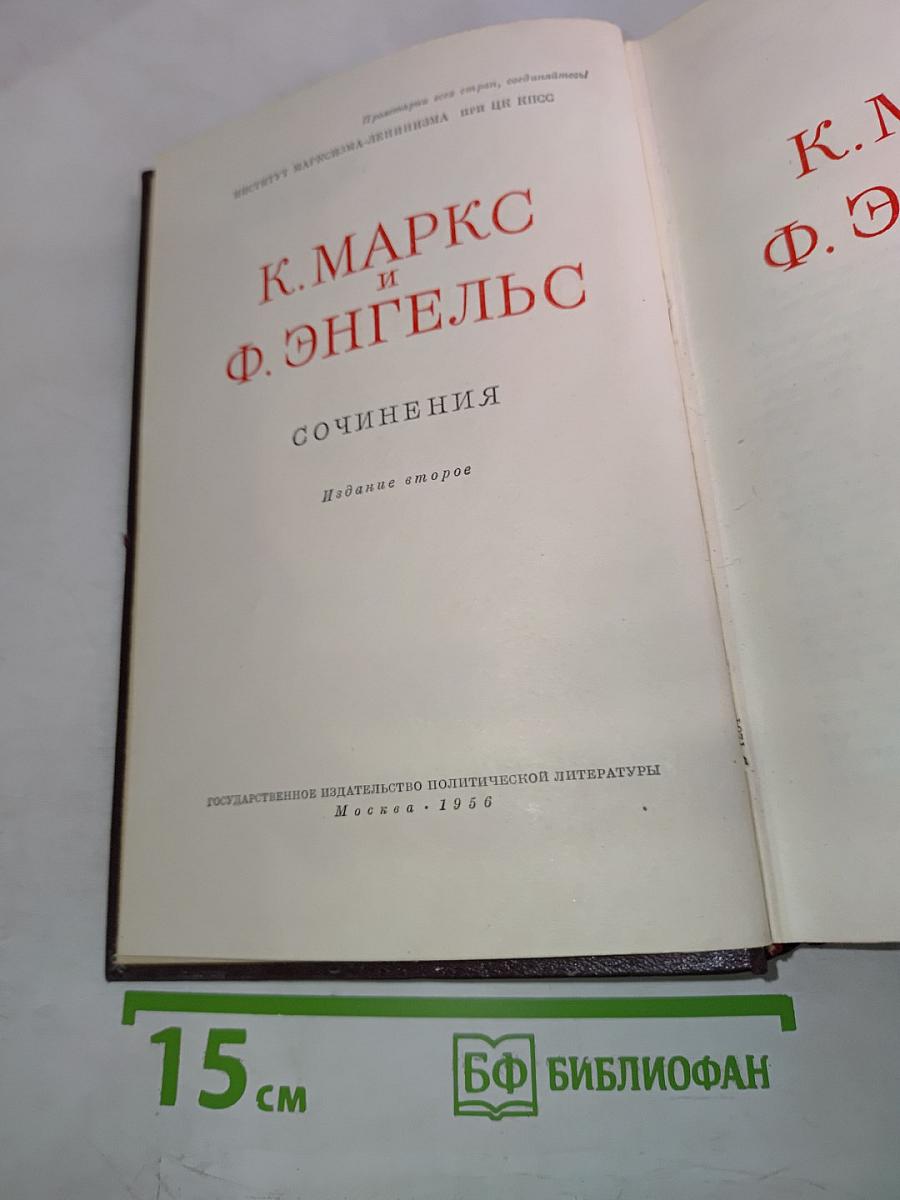 Пролетарии всех стран, соединяйтесь!
ИНСТИТУТ МАРКСИЗМА-ЛЕНИНИЗМА ПРИ ЦК КПСС
К. МАРКС
И
Ф. ЭНГЕЛЬС
СОЧИНЕНИЯ
Издание второе
ГОСУДАРСТВЕННОЕ ИЗДАТЕЛЬСТВО ПОЛИТИЧЕСКОЙ ЛИТЕРАТУРЫ
Москва · 1956
К. М
Ф. Э
15 см
БФ БИБЛИОФАН